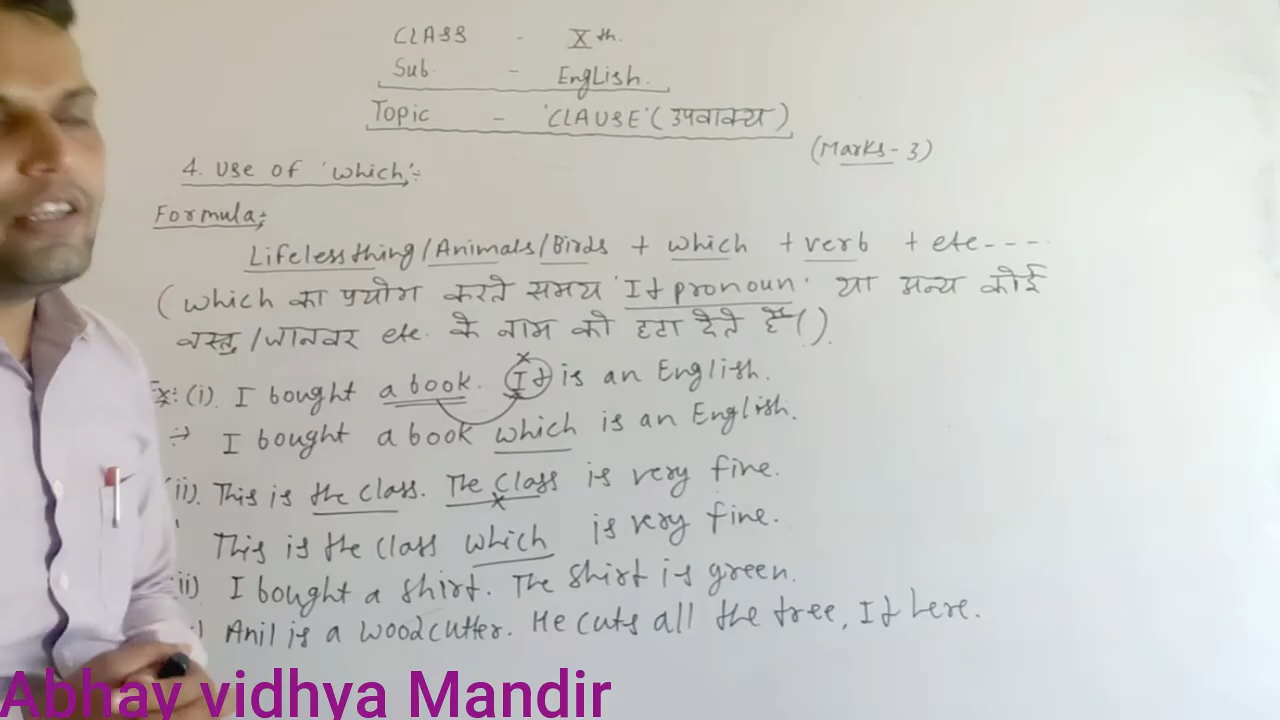 CLASS - Xth.
Sub. - English.
Topic - 'CLAUSE' (उपवाक्य)
(Marks - 3)
4. Use of 'which' :-
Formula :-
Lifeless thing/Animals/Birds + which + verb + etc----
(which का प्रयोग करते समय 'It pronoun' या अन्य कोई
वस्तु/जानवर etc. के नाम को हटा देते हैं।).
Ex:(i). I bought a book. It is an English.
→ I bought a book which is an English.
(ii). This is the class. The class is very fine.
This is the class which is very fine.
ii) I bought a shirt. The shirt is green.
) Anil is a woodcutter. He cuts all the tree, It here.
Abhay vidhya Mandir